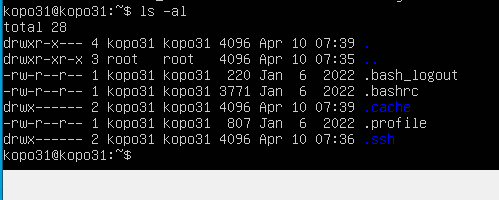 kopo31@kopo31:~$ ls -al
total 28
drwxr-x--- 4 kopo31 kopo31 4096 Apr 10 07:39 .
drwxr-xr-x 3 root   root   4096 Apr 10 07:35 ..
-rw-r--r-- 1 kopo31 kopo31  220 Jan  6  2022 .bash_logout
-rw-r--r-- 1 kopo31 kopo31 3771 Jan  6  2022 .bashrc
drwx------ 2 kopo31 kopo31 4096 Apr 10 07:39 .cache
-rw-r--r-- 1 kopo31 kopo31  807 Jan  6  2022 .profile
drwx------ 2 kopo31 kopo31 4096 Apr 10 07:36 .ssh
kopo31@kopo31:~$